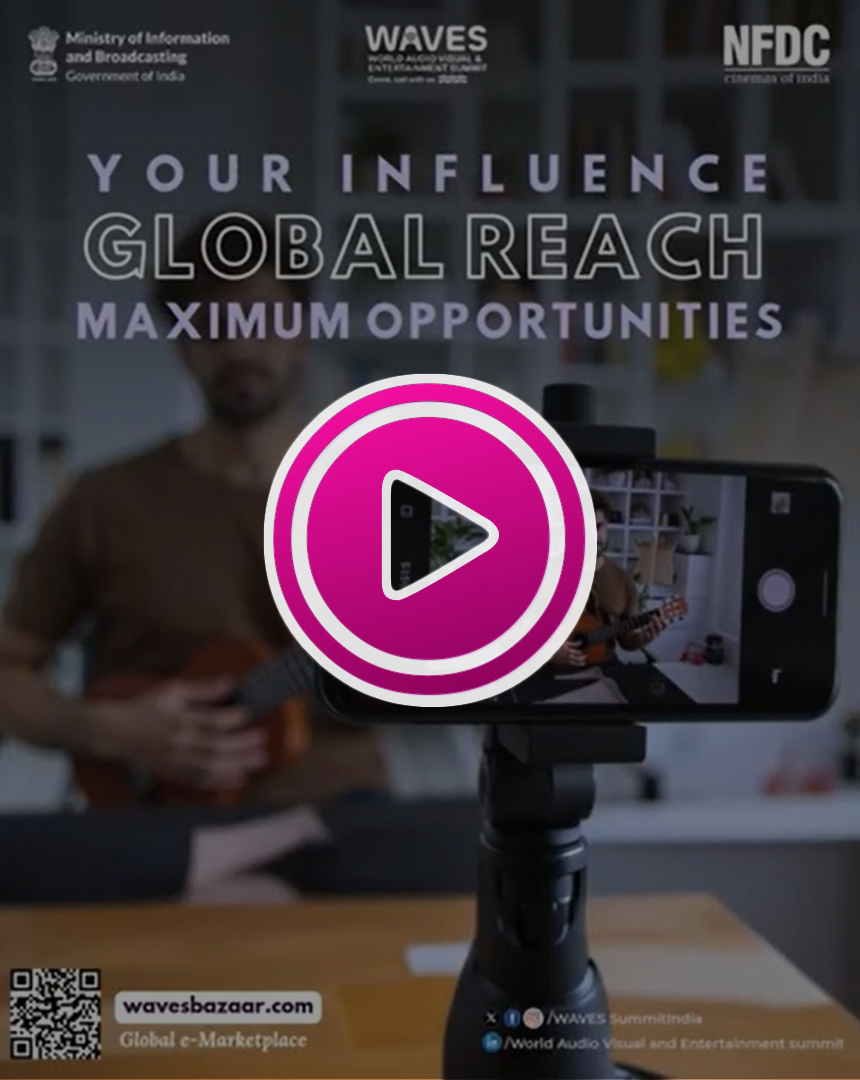 Ministry of Information
and Broadcasting
Government of India
WAVES
WORLD AUDIO VISUAL &
ENTERTAINMENT SUMMIT
NFDC
cinemas of india
YOUR INFLUENCE
GLOBAL REACH
MAXIMUM OPPORTUNITIES
wavesbazaar.com
Global e-Marketplace
/WAVES SummitIndia
/World Audio Visual and Entertainment summit